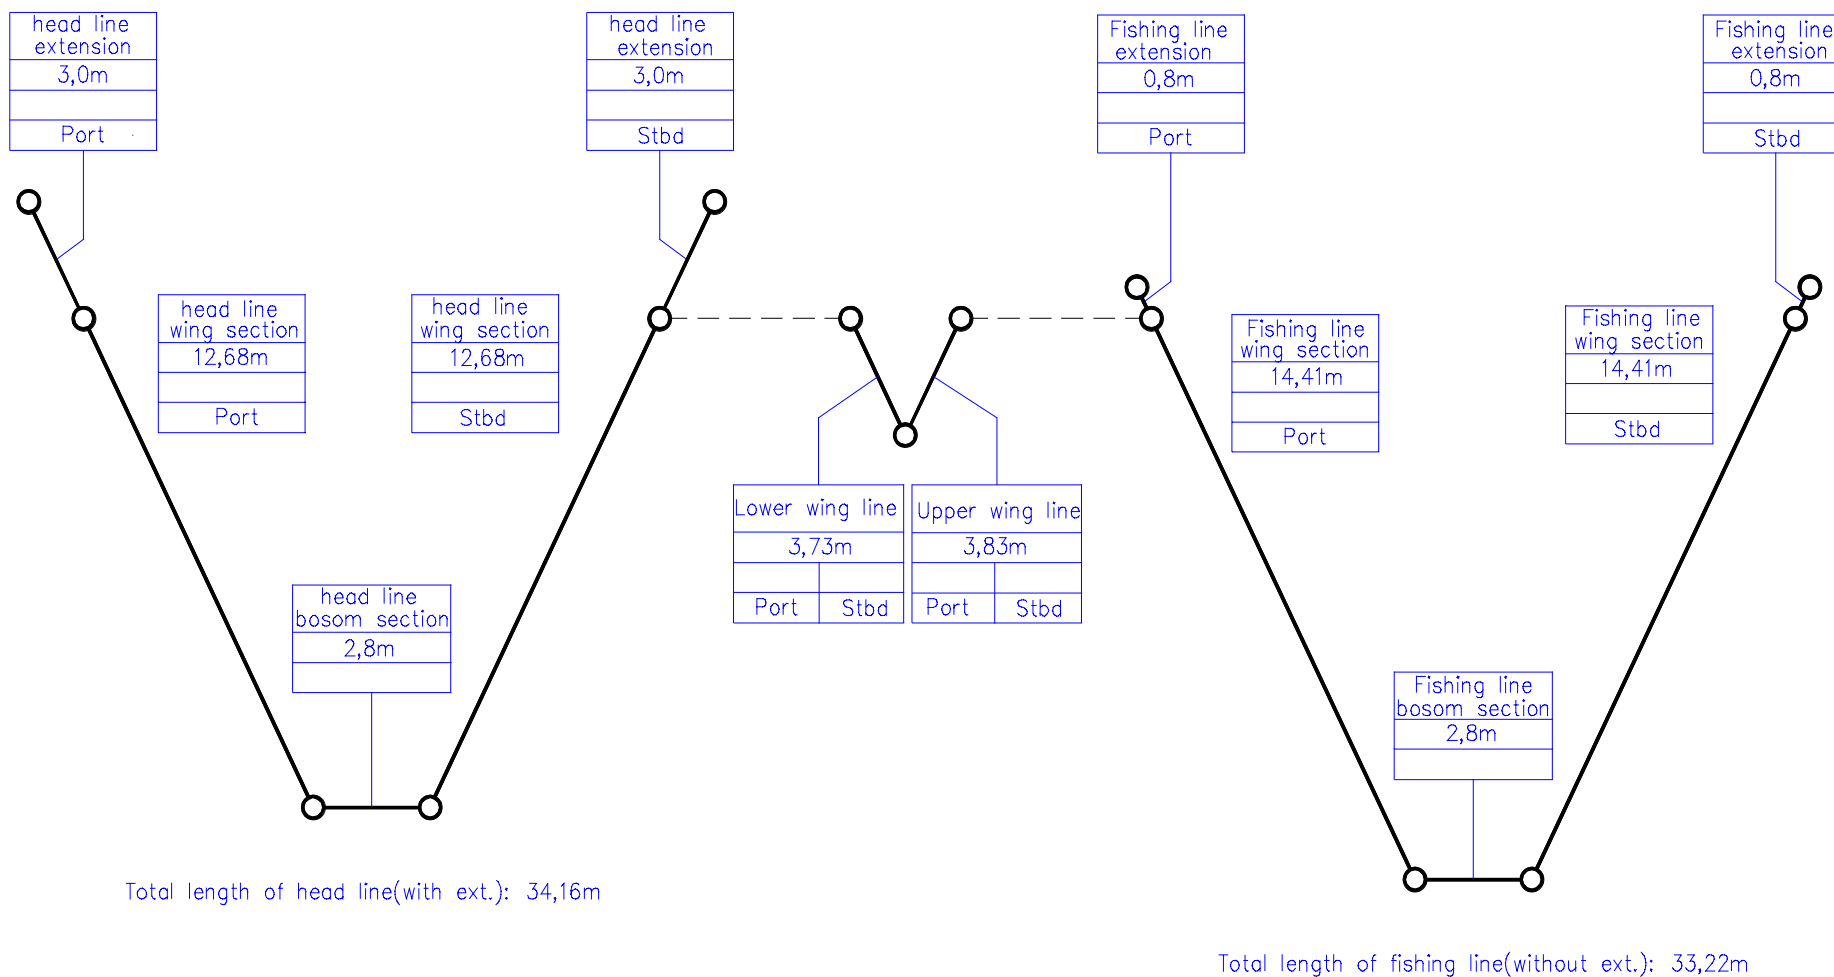 head line
extension
3,0m
Port
head line
extension
3,0m
Stbd
Fishing line
extension
0,8m
Port
Fishing line
extension
0,8m
Stbd
head line
wing section
12,68m
Port
head line
wing section
12,68m
Stbd
Fishing line
wing section
14,41m
Port
Fishing line
wing section
14,41m
Stbd
Lower wing line
3,73m
Port Stbd
Upper wing line
3,83m
Port Stbd
head line
bosom section
2,8m
Fishing line
bosom section
2,8m
Total length of head line(with ext.): 34,16m
Total length of fishing line(without ext.): 33,22m